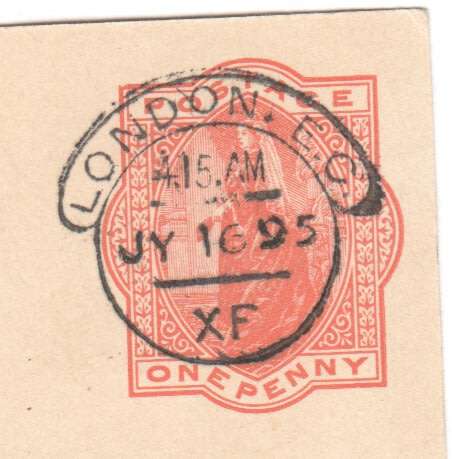 POSTAGE
LONDON. E.C.
4.15.AM
JY 16 95
XF
ONE PENNY